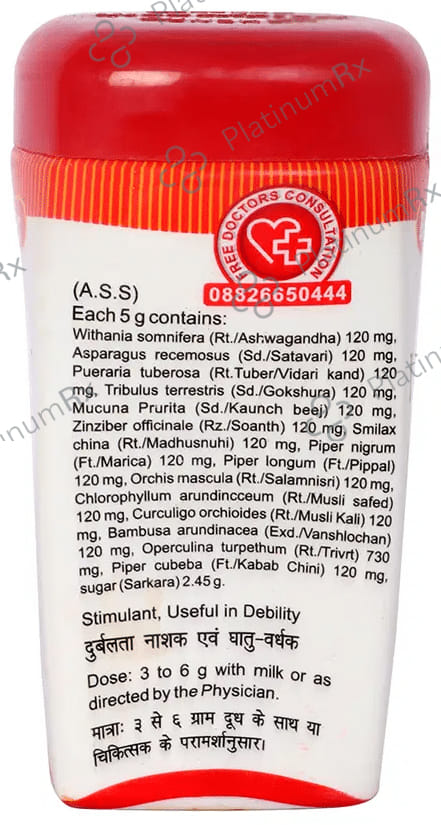 FREE DOCTORS CONSULTATION
08826650444
(A.S.S)
Each 5 g contains:
Withania somnifera (Rt./Ashwagandha) 120 mg,
Asparagus recemosus (Sd./Satavari) 120 mg,
Pueraria tuberosa (Rt.Tuber/Vidari kand) 120
mg, Tribulus terrestris (Sd./Gokshura) 120 mg,
Mucuna Prurita (Sd./Kaunch beej) 120 mg,
Zinziber officinale (Rz./Soanth) 120 mg, Smilax
china (Rt./Madhusnuhi) 120 mg, Piper nigrum
(Ft./Marica) 120 mg, Piper longum (Ft./Pippal)
120 mg, Orchis mascula (Rt./Salamnisri) 120 mg,
Chlorophyllum arundincceum (Rt./Musli safed)
120 mg, Curculigo orchioides (Rt./Musli Kali) 120
mg, Bambusa arundinacea (Exd./Vanshlochan)
120 mg, Operculina turpethum (Rt./Trivrt) 730
mg, Piper cubeba (Ft./Kabab Chini) 120 mg,
sugar (Sarkara) 2.45 g.
Stimulant, Useful in Debility
दुर्बलता नाशक एवं धातु-वर्धक
Dose: 3 to 6 g with milk or as
directed by the Physician.
मात्राः ३ से ६ ग्राम दूध के साथ या
चिकित्सक के परामर्शानुसार।
PlatinumRx
PlatinumRx
PlatinumRx